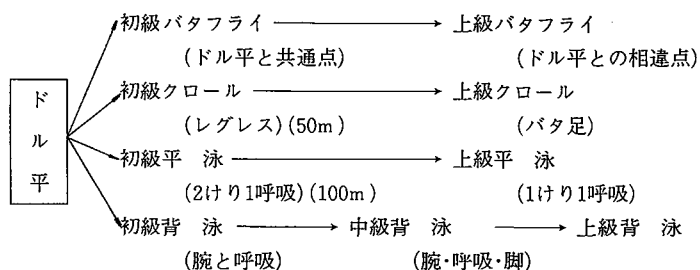 初級バタフライ 上級バタフライ
(ドル平と共通点) (ドル平との相違点)
初級クロール 上級クロール
(レグレス)(50m) (バタ足)
ドル平
初級平 泳 上級平 泳
(2けり1呼吸)(100m) (1けり1呼吸)
初級背 泳 中級背 泳 上級背 泳
(腕と呼吸) (腕・呼吸・脚)